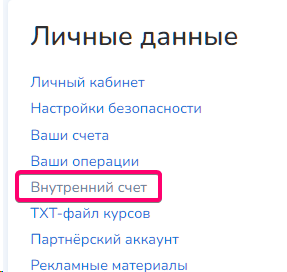 Личные данные
Личный кабинет
Настройки безопасности
Ваши счета
Ваши операции
Внутренний счет
TXT-файл курсов
Партнёрский аккаунт
Рекламные материалы